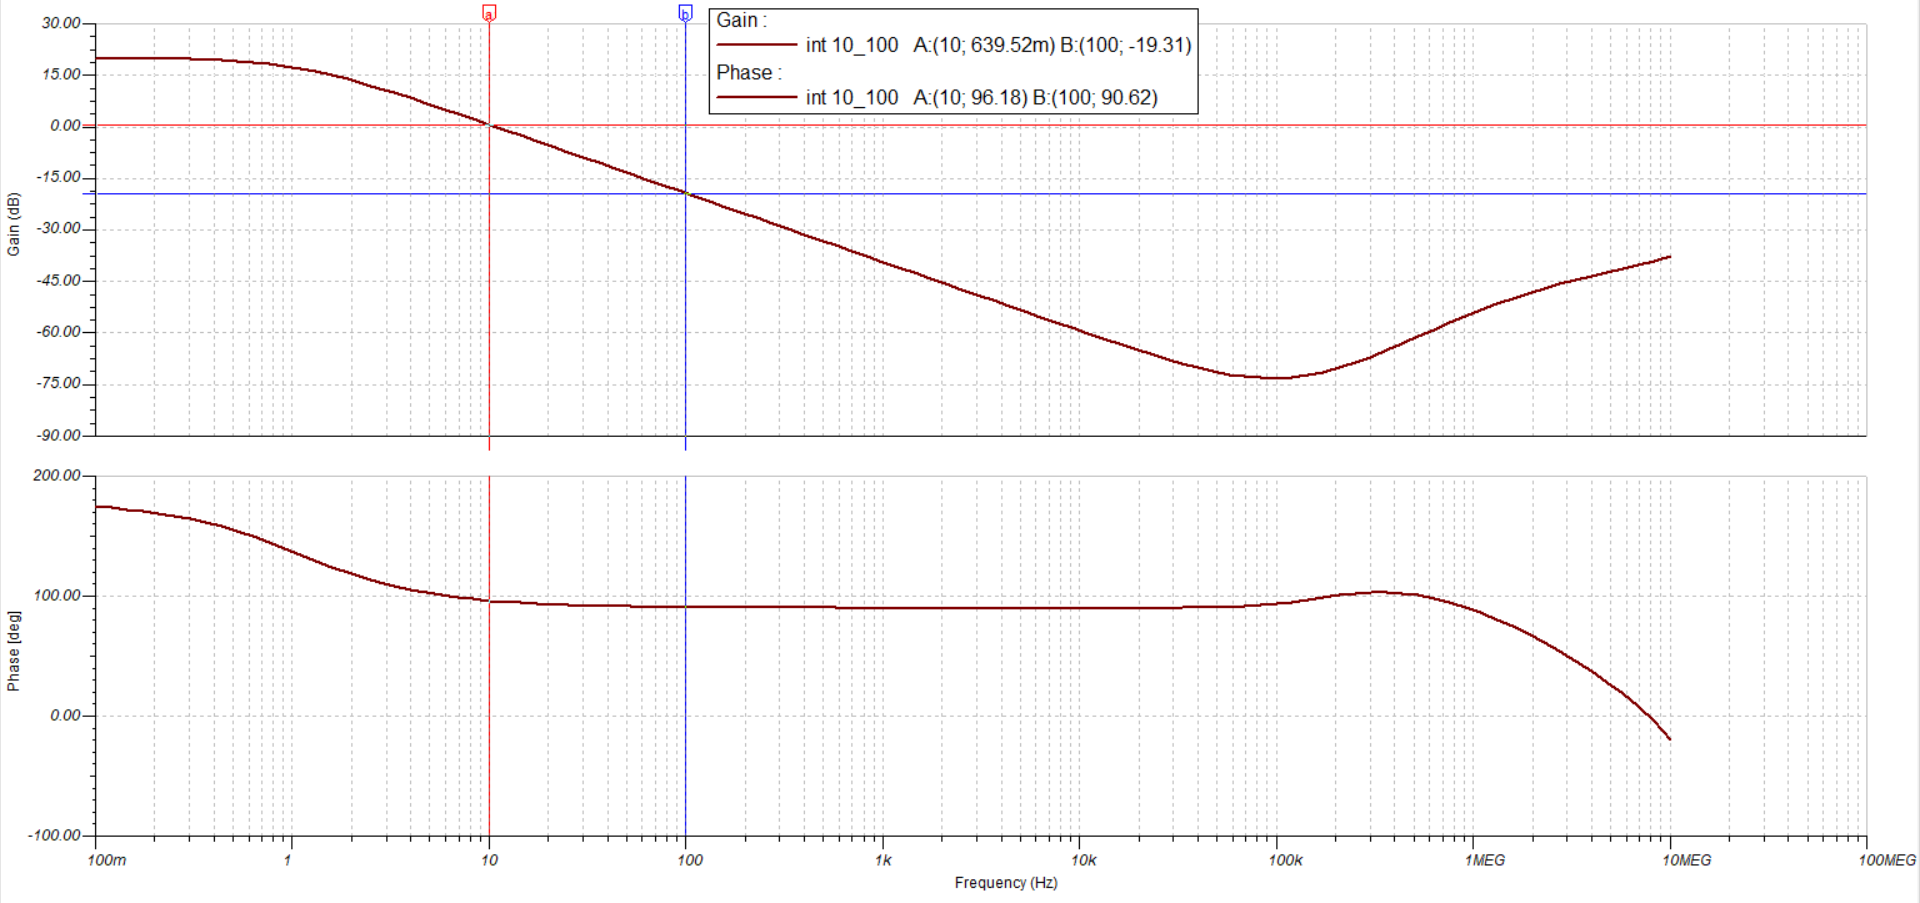 a
b
Gain :
int 10_100 A:(10; 639.52m) B:(100; -19.31)
Phase :
int 10_100 A:(10; 96.18) B:(100; 90.62)
30.00
15.00
0.00
-15.00
-30.00
-45.00
-60.00
-75.00
-90.00
Gain (dB)
200.00
100.00
0.00
-100.00
Phase [deg]
100m 1 10 100 1k 10k 100k 1MEG 10MEG 100MEG
Frequency (Hz)